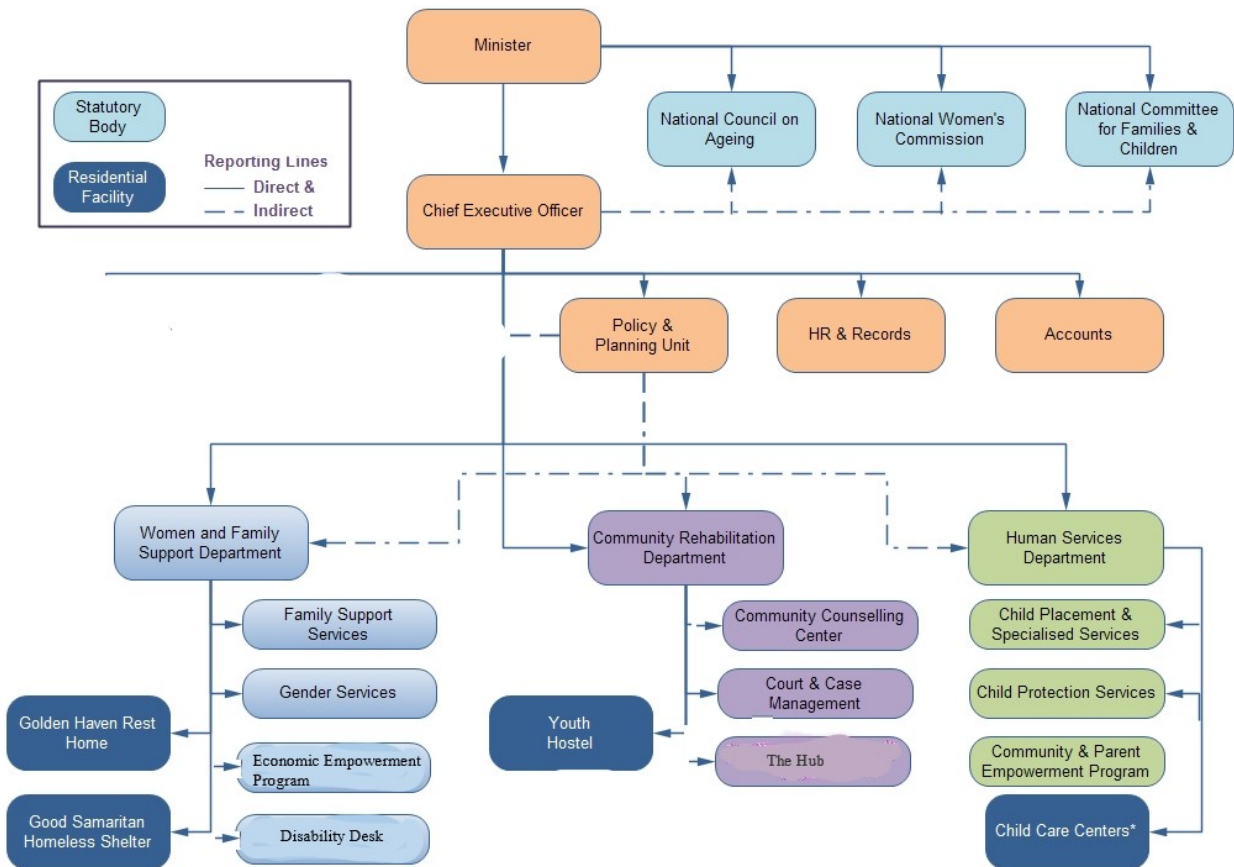 Minister
Statutory
Body
Residential
Facility
Reporting Lines
Direct &
Indirect
National Council on
Ageing
National Women's
Commission
National Committee
for Families &
Children
Chief Executive Officer
Policy &
Planning Unit
HR & Records
Accounts
Women and Family
Support Department
Community Rehabilitation
Department
Human Services
Department
Family Support
Services
Gender Services
Golden Haven Rest
Home
Economic Empowerment
Program
Good Samaritan
Homeless Shelter
Disability Desk
Community Counselling
Center
Court & Case
Management
Youth
Hostel
The Hub
Child Placement &
Specialised Services
Child Protection Services
Community & Parent
Empowerment Program
Child Care Centers*